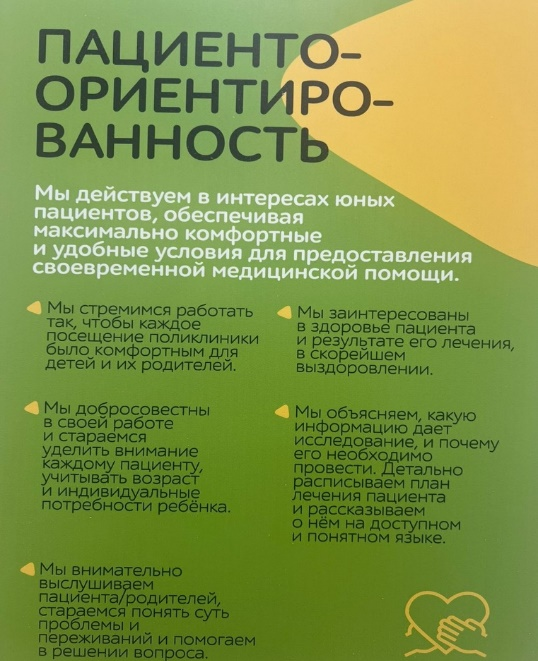 ПАЦИЕНТО-
ОРИЕНТИРО-
ВАННОСТЬ
Мы действуем в интересах юных
пациентов, обеспечивая
максимально комфортные
и удобные условия для предоставления
своевременной медицинской помощи.
Мы стремимся работать
так, чтобы каждое
посещение поликлиники
было комфортным для
детей и их родителей.
Мы заинтересованы
в здоровье пациента
и результате его лечения,
в скорейшем
выздоровлении.
Мы добросовестны
в своей работе
и стараемся
уделить внимание
каждому пациенту,
учитывать возраст
и индивидуальные
потребности ребёнка.
Мы объясняем, какую
информацию дает
исследование, и почему
его необходимо
провести. Детально
расписываем план
лечения пациента
и рассказываем
о нём на доступном
и понятном языке.
Мы внимательно
выслушиваем
пациента/родителей,
стараемся понять суть
проблемы и
переживаний и помогаем
в решении вопроса.